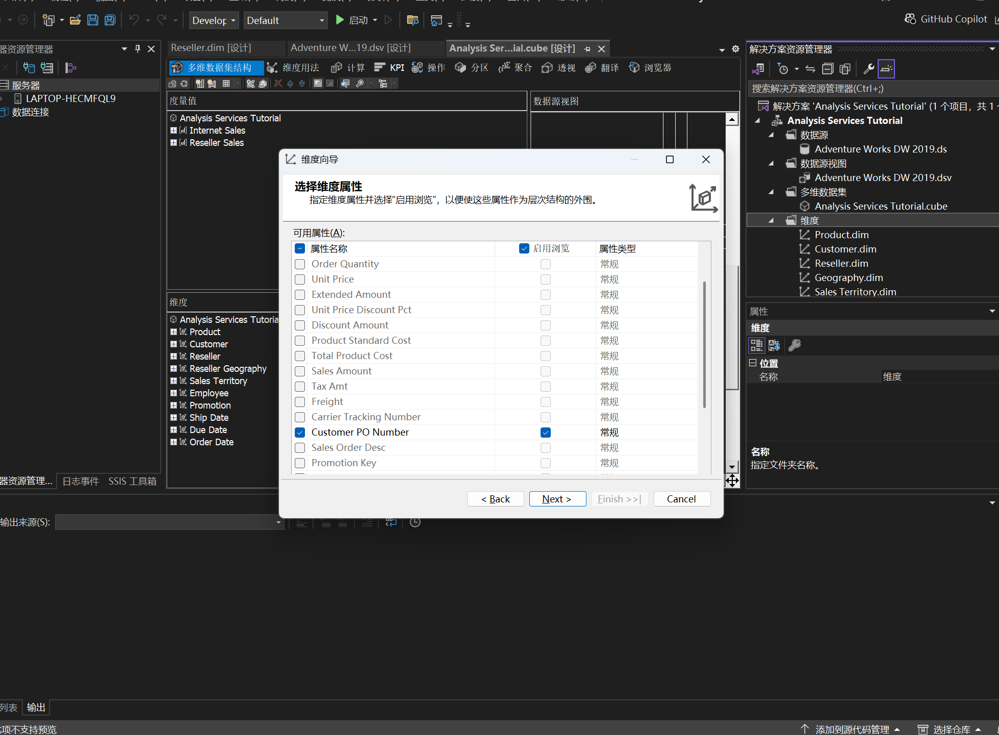 Develop
Default
启动
GitHub Copilot
器资源管理器
服务器
LAPTOP-HECMFQL9
数据连接
器资源管理...
日志事件
SSIS 工具箱
Reseller.dim [设计]
Adventure W...19.dsv [设计]
Analysis Ser...ial.cube [设计]
多维数据集结构
维度用法
计算
KPI
操作
分区
聚合
透视
翻译
浏览器
度量值
Analysis Services Tutorial
Internet Sales
Reseller Sales
数据源视图
维度
Analysis Services Tutoria
Product
Customer
Reseller
Reseller Geography
Sales Territory
Employee
Promotion
Ship Date
Due Date
Order Date
维度向导
选择维度属性
指定维度属性并选择“启用浏览”，以便使这些属性作为层次结构的外围。
可用属性(A):
属性名称 启用浏览 属性类型
Order Quantity 常规
Unit Price 常规
Extended Amount 常规
Unit Price Discount Pct 常规
Discount Amount 常规
Product Standard Cost 常规
Total Product Cost 常规
Sales Amount 常规
Tax Amt 常规
Freight 常规
Carrier Tracking Number 常规
Customer PO Number 常规
Sales Order Desc 常规
Promotion Key 常规
< Back
Next >
Finish >>|
Cancel
解决方案资源管理器
搜索解决方案资源管理器(Ctrl+;)
解决方案 'Analysis Services Tutorial' (1 个项目，共 1
Analysis Services Tutorial
数据源
Adventure Works DW 2019.ds
数据源视图
Adventure Works DW 2019.dsv
多维数据集
Analysis Services Tutorial.cube
维度
Product.dim
Customer.dim
Reseller.dim
Geography.dim
Sales Territory.dim
属性
维度
位置
名称 维度
名称
指定文件夹名称。
输出来源(S):
列表
输出
项不支持预览
添加到源代码管理
选择仓库